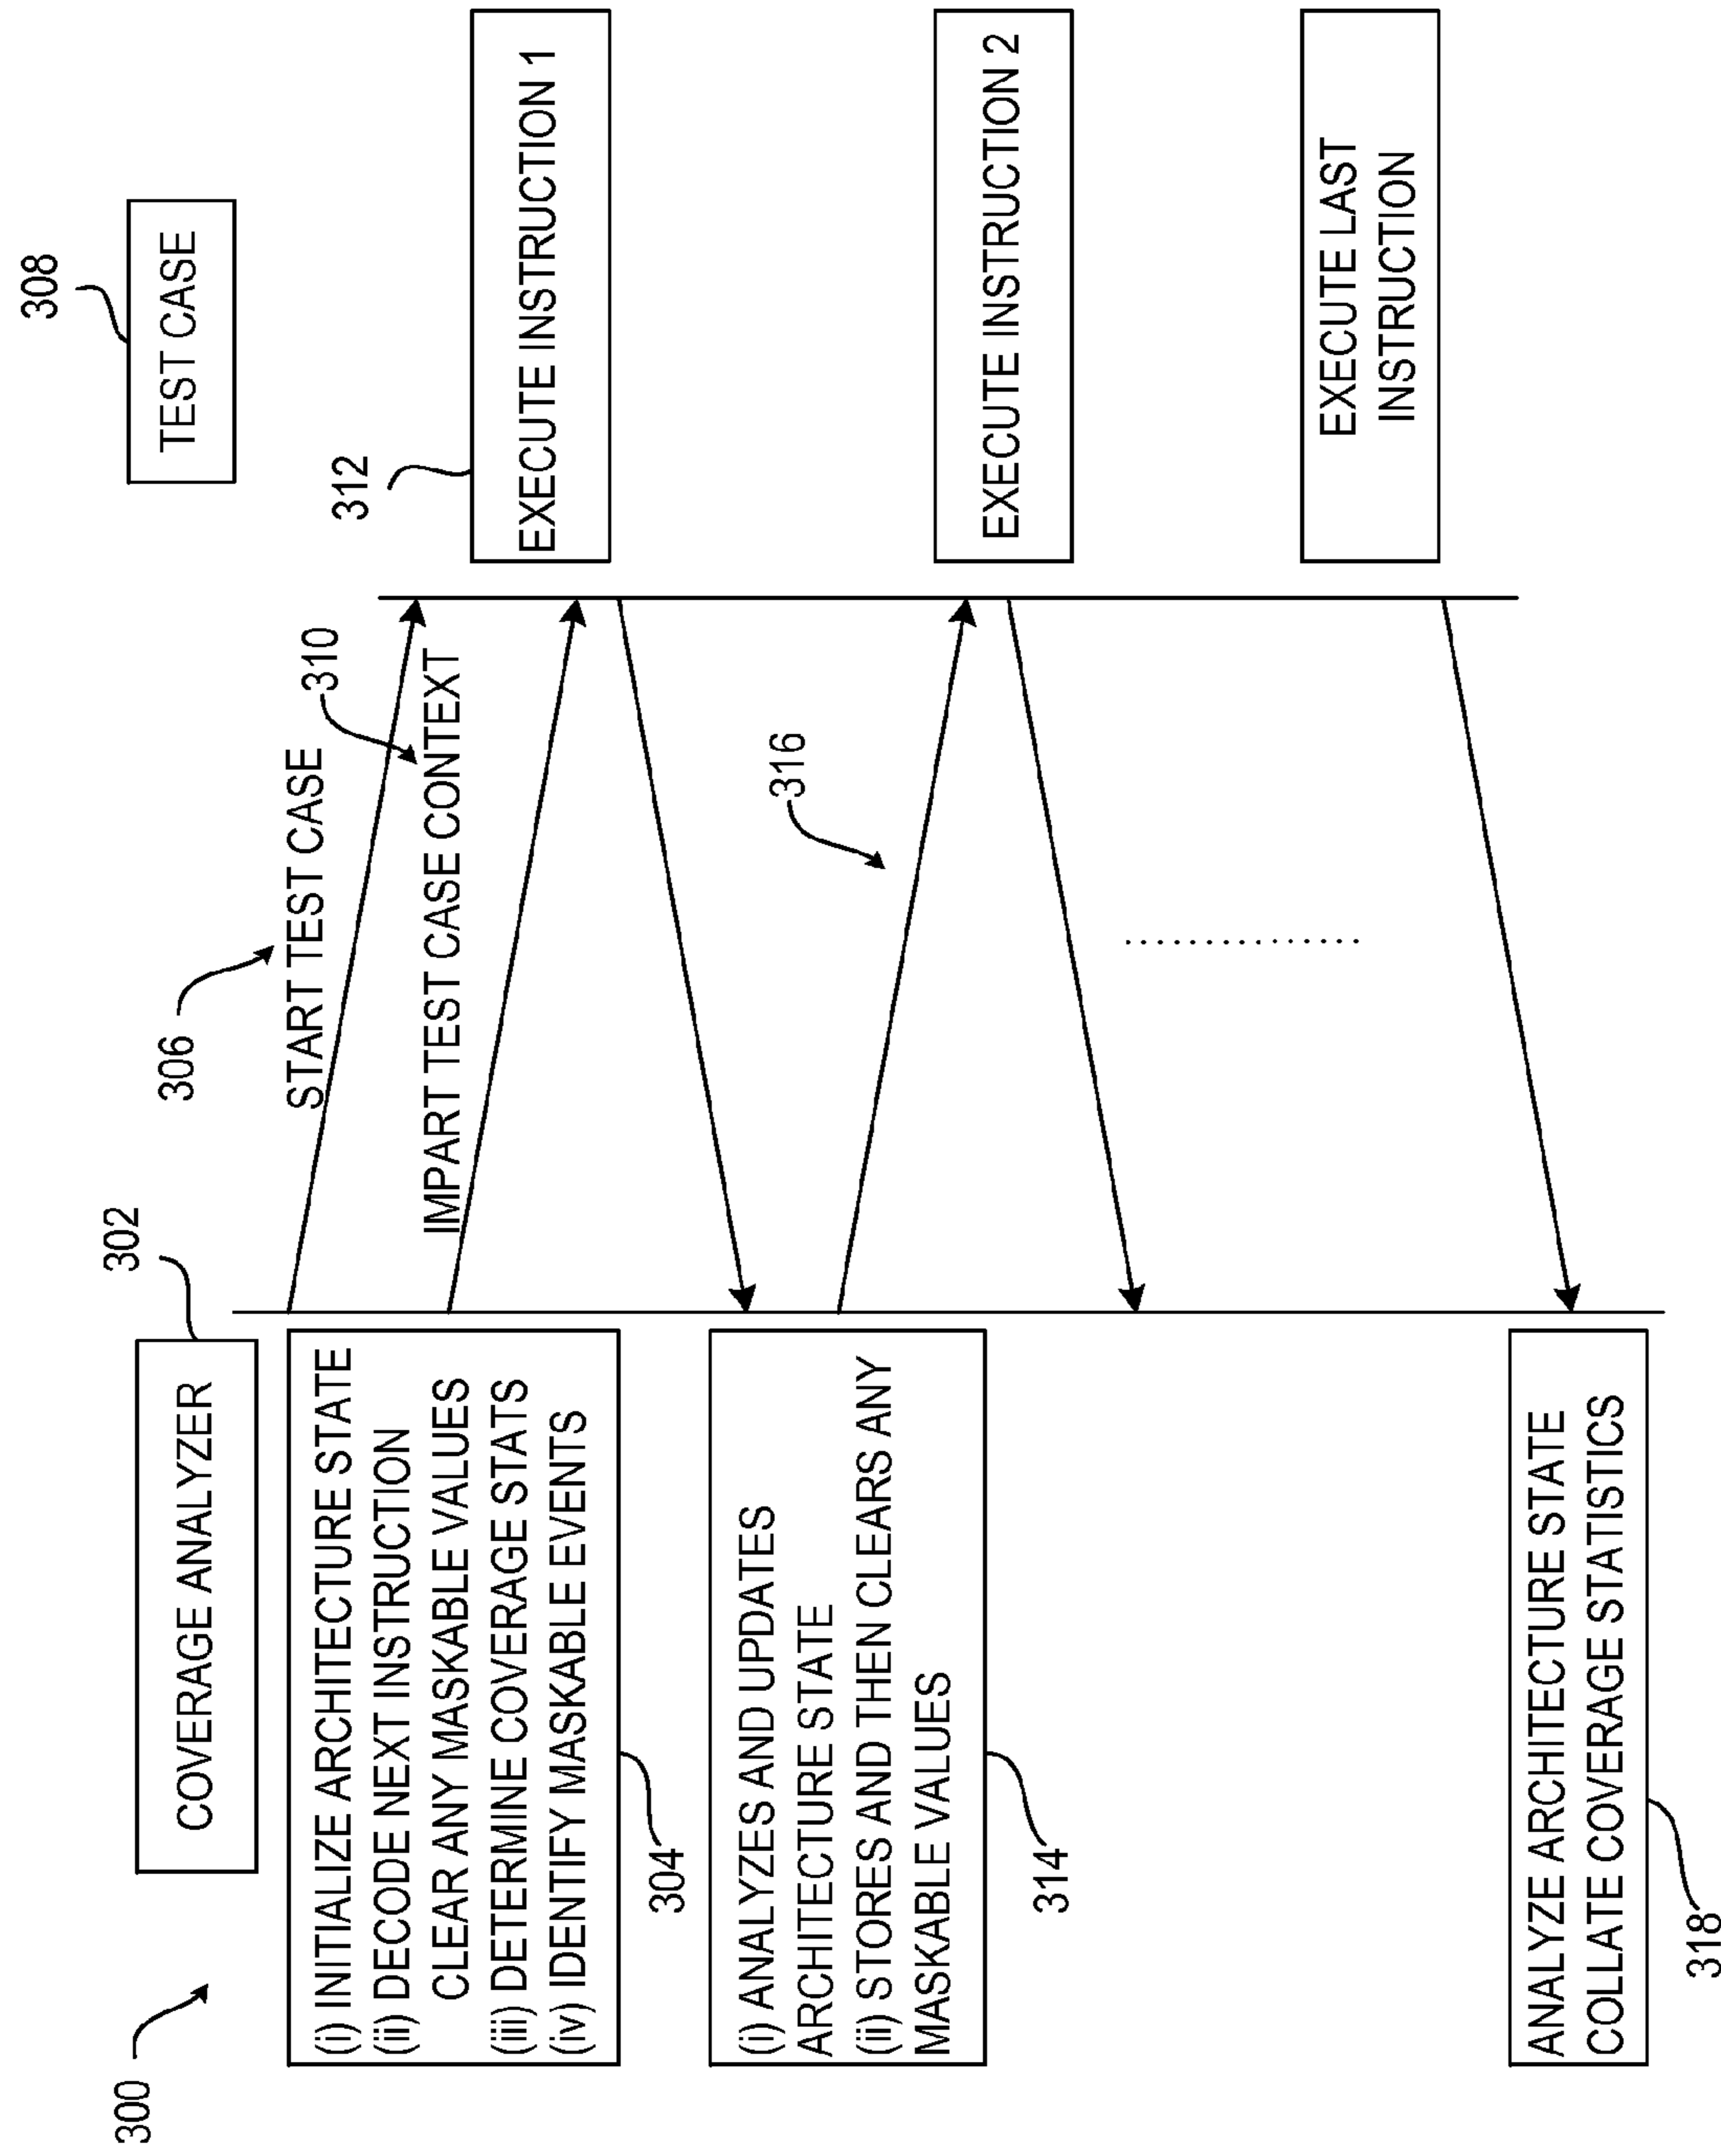 300
COVERAGE ANALYZER
302
308
TEST CASE
(i) INITIALIZE ARCHITECTURE STATE
(ii) DECODE NEXT INSTRUCTION
CLEAR ANY MASKABLE VALUES
(iii) DETERMINE COVERAGE STATS
(iv) IDENTIFY MASKABLE EVENTS
304
306
START TEST CASE
IMPART TEST CASE CONTEXT
310
312
EXECUTE INSTRUCTION 1
(i) ANALYZES AND UPDATES
ARCHITECTURE STATE
(ii) STORES AND THEN CLEARS ANY
MASKABLE VALUES
314
316
EXECUTE INSTRUCTION 2
EXECUTE LAST
INSTRUCTION
ANALYZE ARCHITECTURE STATE
COLLATE COVERAGE STATISTICS
318